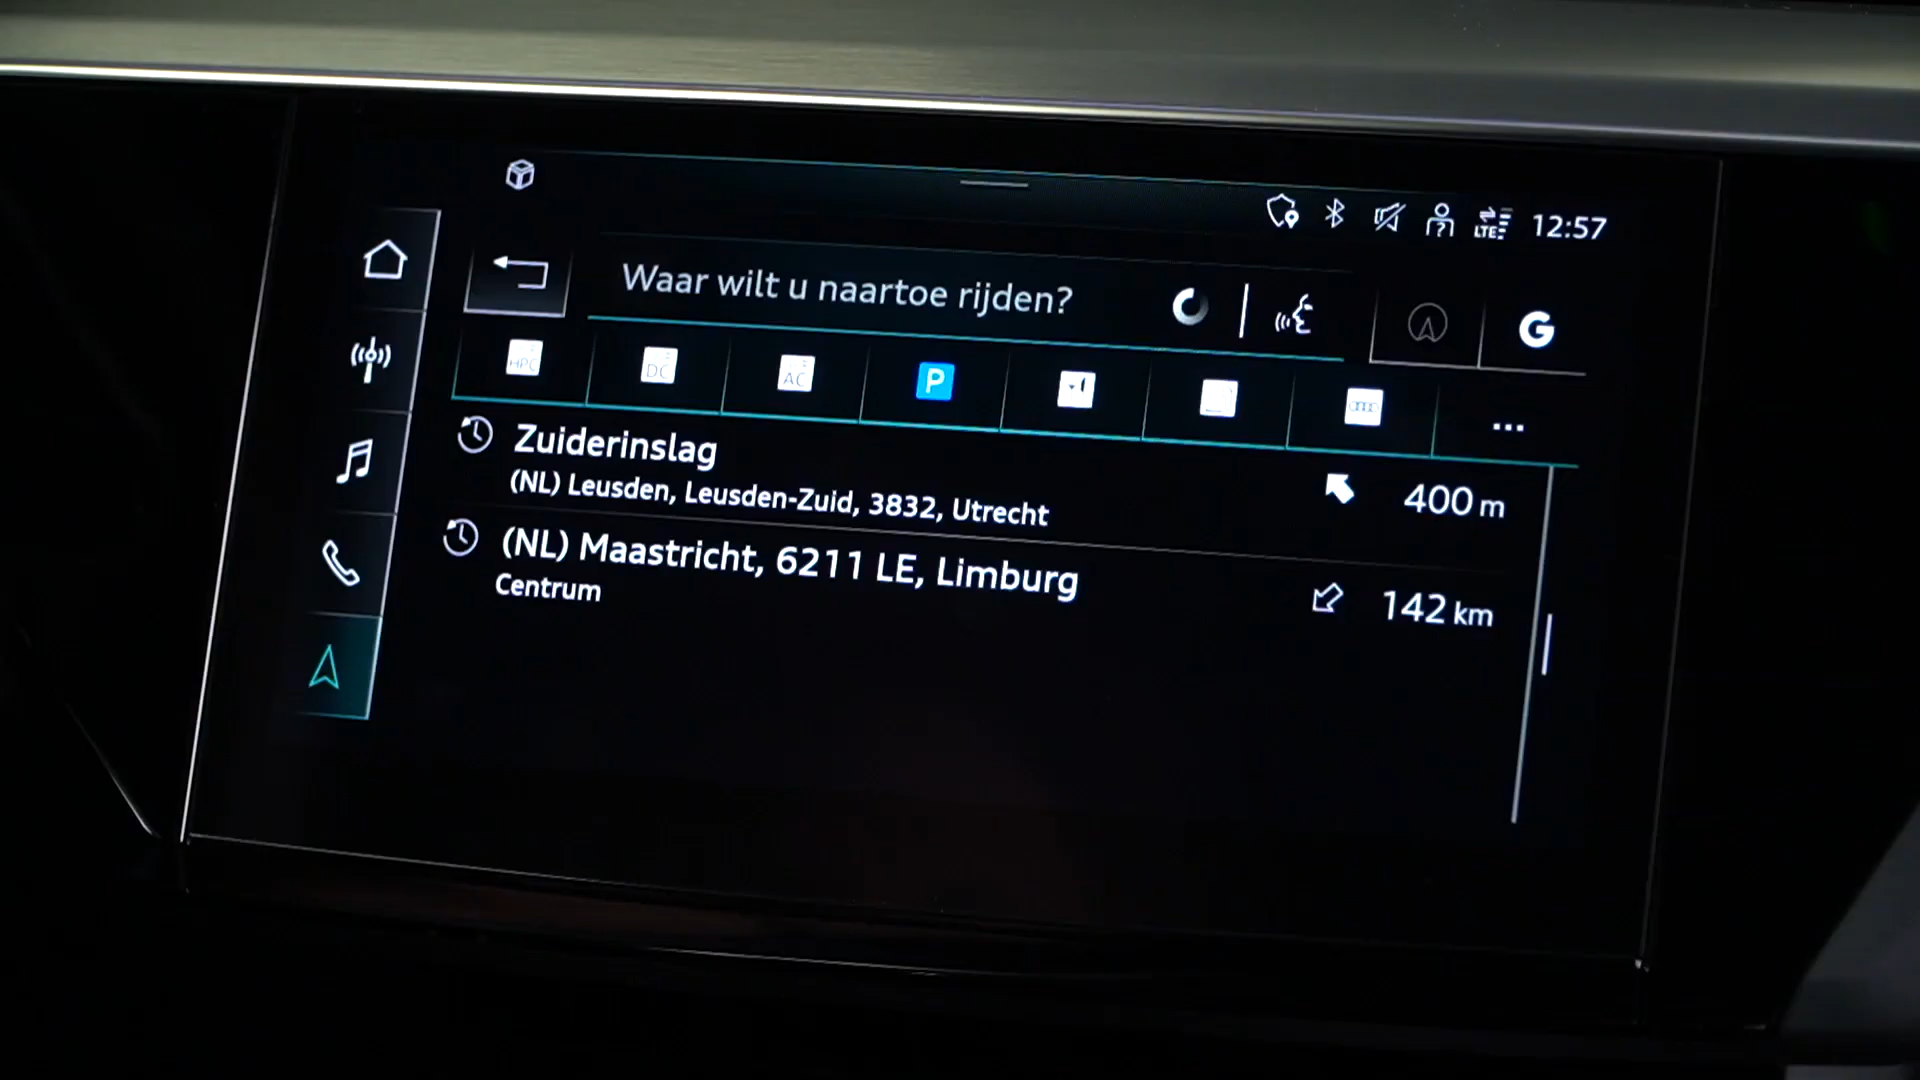 LTE 12:57
Waar wilt u naartoe rijden?
G
HPC DC AC P ...
Zuiderinslag
400 m
(NL) Leusden, Leusden-Zuid, 3832, Utrecht
(NL) Maastricht, 6211 LE, Limburg
142 km
Centrum